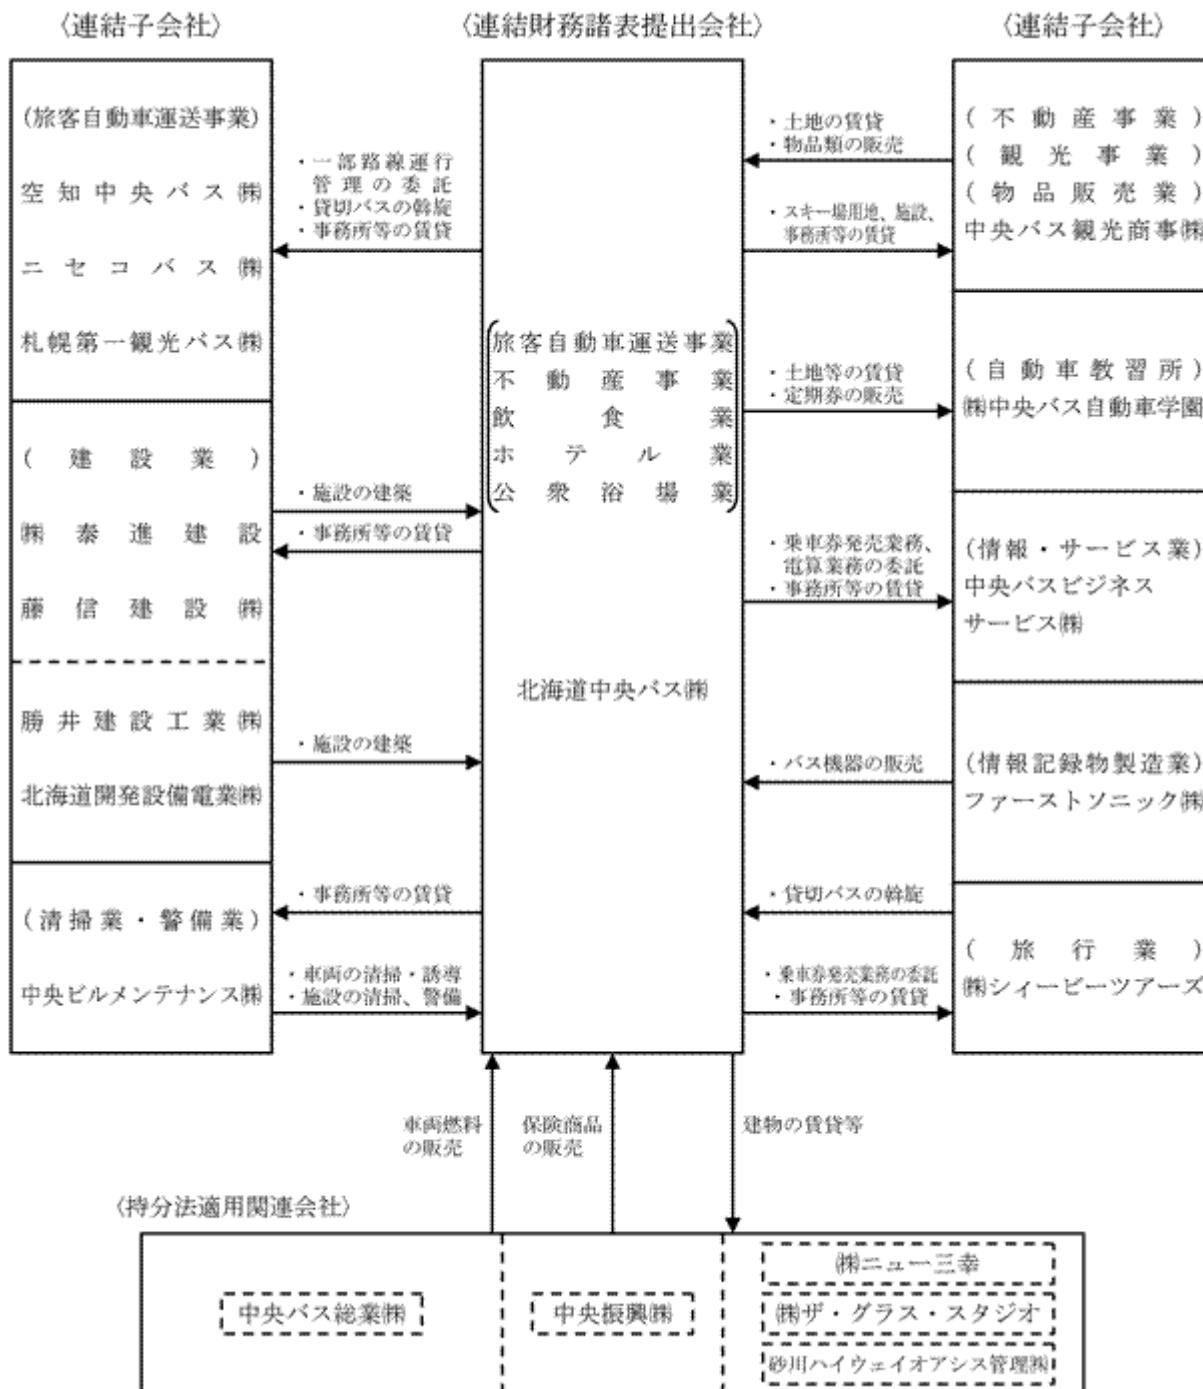 〈連結子会社〉
(旅客自動車運送事業)
空知中央バス㈱
ニセコバス㈱
札幌第一観光バス㈱
(建設業)
㈱泰進建設
藤信建設㈱
勝井建設工業㈱
北海道開発設備電業㈱
(清掃業・警備業)
中央ビルメンテナンス㈱
・一部路線運行
管理の委託
・貸切バスの斡旋
・事務所等の賃貸
・施設の建築
・事務所等の賃貸
・施設の建築
・事務所等の賃貸
・車両の清掃・誘導
・施設の清掃、警備
〈連結財務諸表提出会社〉
旅客自動車運送事業
不動産事業
飲食業
ホテル業
公衆浴場業
北海道中央バス㈱
・土地の賃貸
・物品類の販売
・スキー場用地、施設、
事務所等の賃貸
・土地等の賃貸
・定期券の販売
・乗車券発売業務、
電算業務の委託
・事務所等の賃貸
・バス機器の販売
・貸切バスの斡旋
・乗車券発売業務の委託
・事務所等の賃貸
〈連結子会社〉
(不動産事業)
(観光事業)
(物品販売業)
中央バス観光商事㈱
(自動車教習所)
㈱中央バス自動車学園
(情報・サービス業)
中央バスビジネス
サービス㈱
(情報記録物製造業)
ファーストソニック㈱
(旅行業)
㈱シィービーツアーズ
車両燃料
の販売
保険商品
の販売
建物の賃貸等
〈持分法適用関連会社〉
中央バス総業㈱
中央振興㈱
㈱ニュー三幸
㈱ザ・グラス・スタジオ
砂川ハイウェイオアシス管理㈱